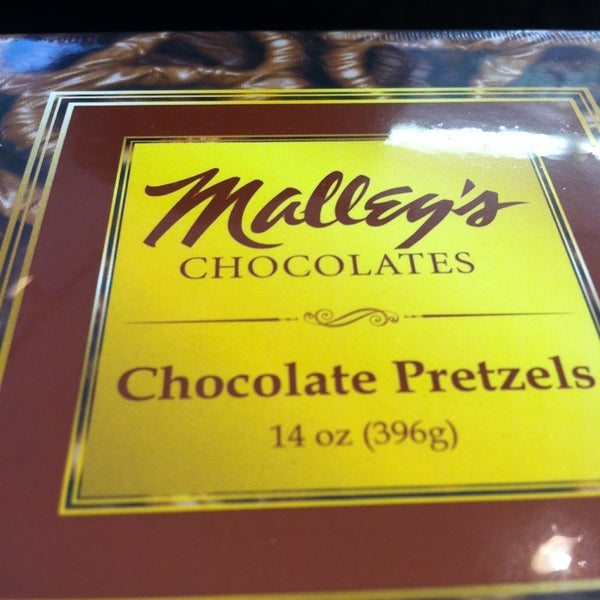 Malley's
CHOCOLATES
Chocolate Pretzels
14 oz (396g)